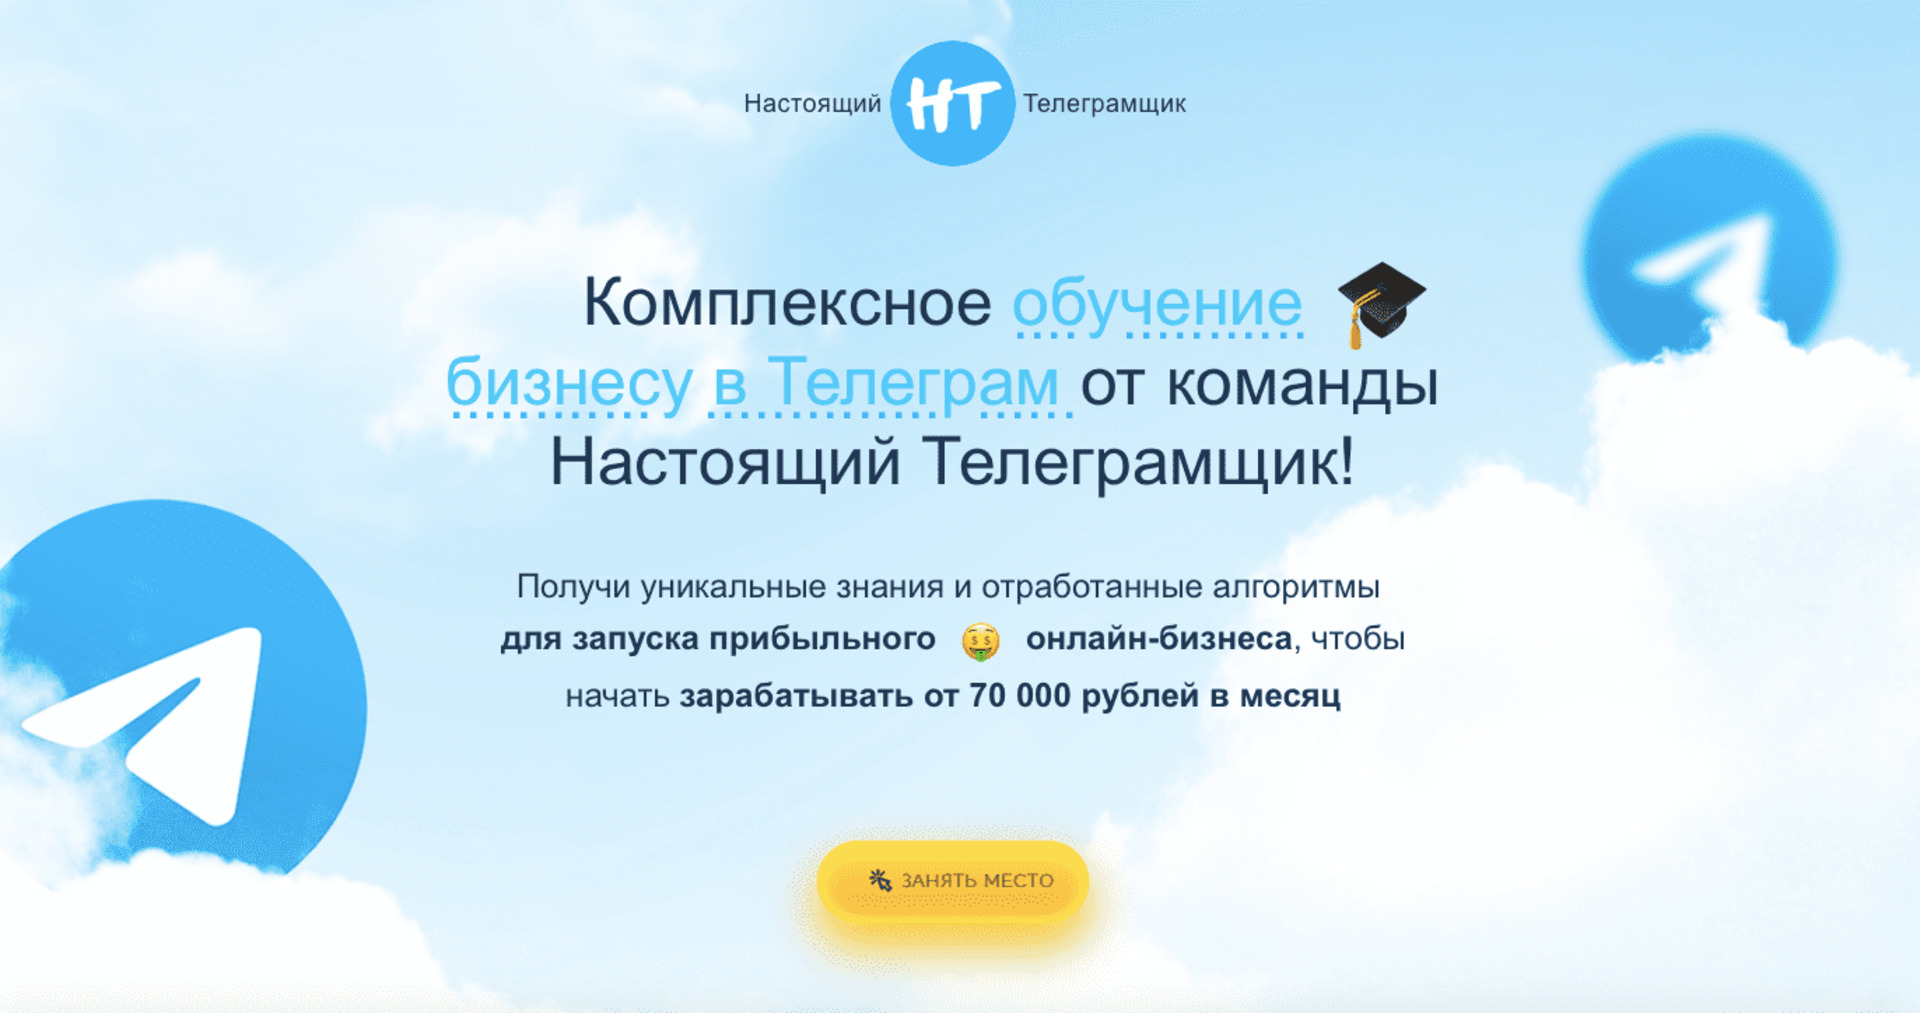 Настоящий НТ Телеграмщик
Комплексное обучение 🎓
бизнесу в Телеграм от команды
Настоящий Телеграмщик!
Получи уникальные знания и отработанные алгоритмы
для запуска прибыльного 🤑 онлайн-бизнеса, чтобы
начать зарабатывать от 70 000 рублей в месяц
ЗАНЯТЬ МЕСТО